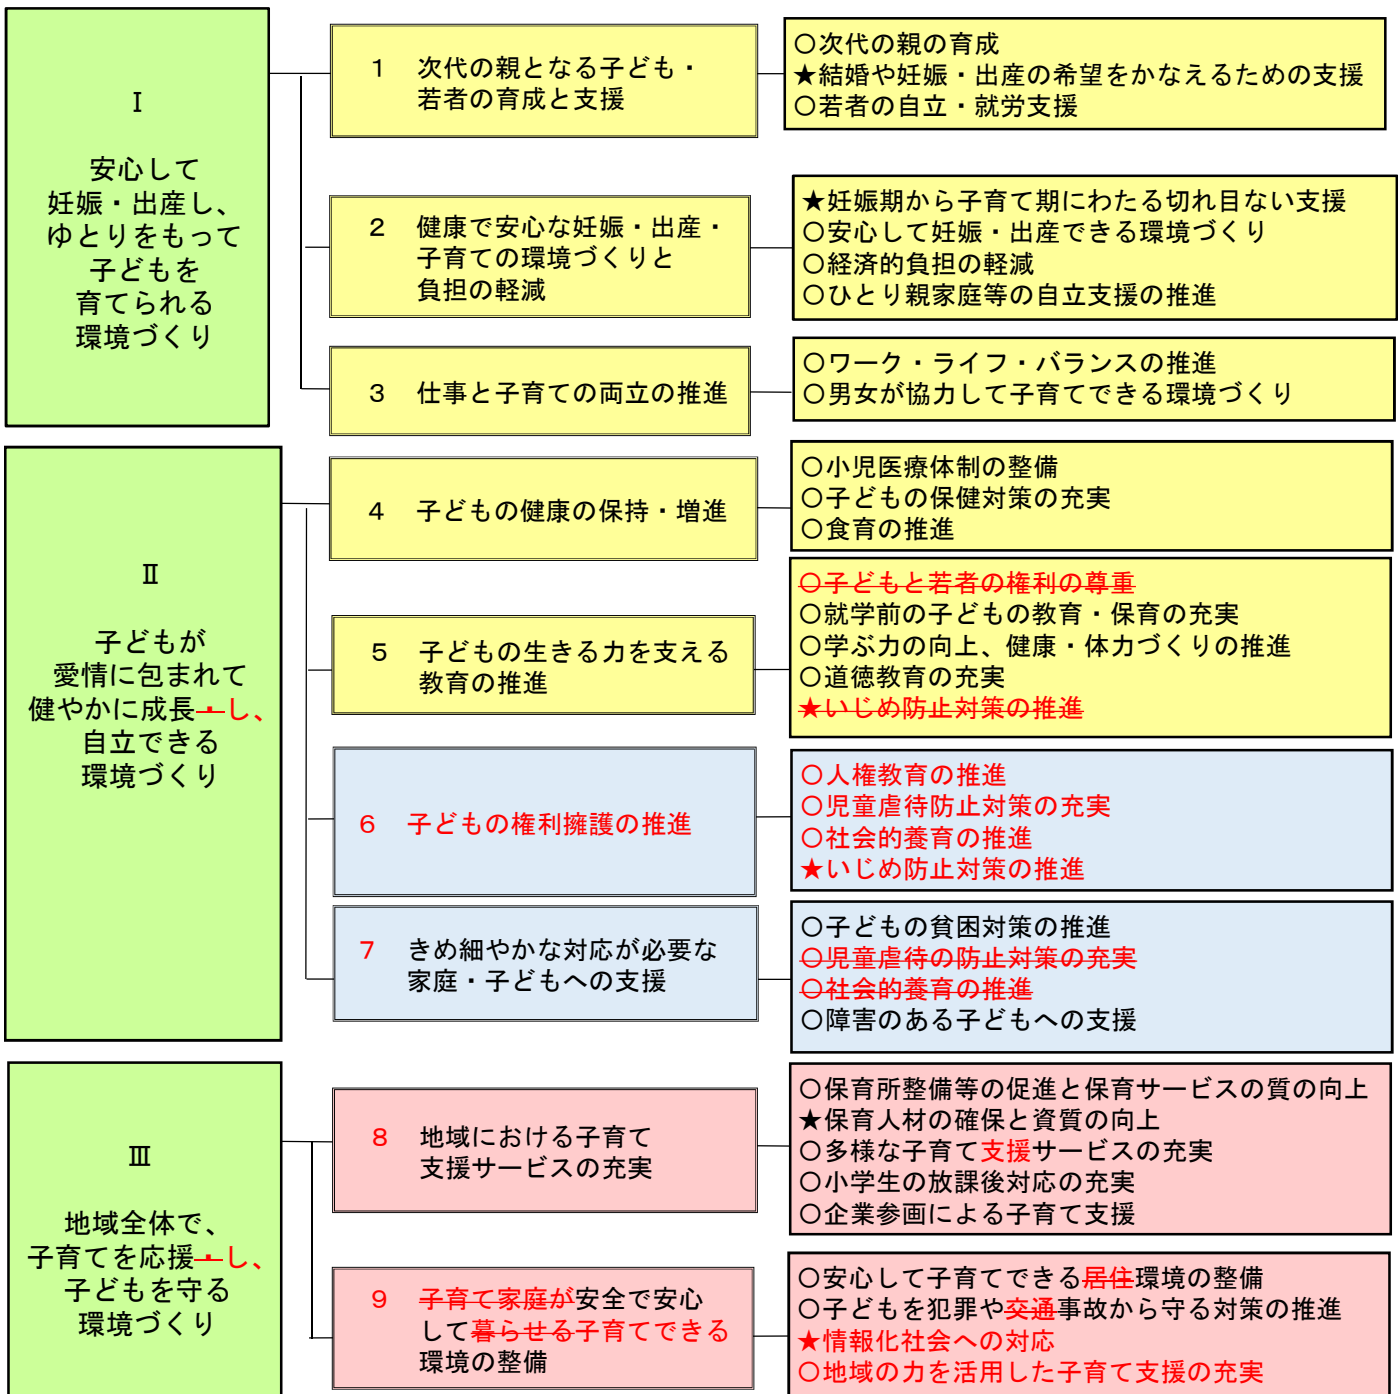 Ⅰ
安心して
妊娠・出産し、
ゆとりをもって
子どもを
育てられる
環境づくり
1 次代の親となる子ども・
若者の育成と支援
○次代の親の育成
★結婚や妊娠・出産の希望をかなえるための支援
○若者の自立・就労支援
2 健康で安心な妊娠・出産・
子育ての環境づくりと
負担の軽減
★妊娠期から子育て期にわたる切れ目ない支援
○安心して妊娠・出産できる環境づくり
○経済的負担の軽減
○ひとり親家庭等の自立支援の推進
3 仕事と子育ての両立の推進
○ワーク・ライフ・バランスの推進
○男女が協力して子育てできる環境づくり
Ⅱ
子どもが
愛情に包まれて
健やかに成長・し、
自立できる
環境づくり
4 子どもの健康の保持・増進
○小児医療体制の整備
○子どもの保健対策の充実
○食育の推進
5 子どもの生きる力を支える
教育の推進
○子どもと若者の権利の尊重
○就学前の子どもの教育・保育の充実
○学ぶ力の向上、健康・体力づくりの推進
○道徳教育の充実
★いじめ防止対策の推進
6 子どもの権利擁護の推進
○人権教育の推進
○児童虐待防止対策の充実
○社会的養育の推進
★いじめ防止対策の推進
7 きめ細やかな対応が必要な
家庭・子どもへの支援
○子どもの貧困対策の推進
○児童虐待の防止対策の充実
○社会的養育の推進
○障害のある子どもへの支援
Ⅲ
地域全体で、
子育てを応援・し、
子どもを守る
環境づくり
8 地域における子育て
支援サービスの充実
○保育所整備等の促進と保育サービスの質の向上
★保育人材の確保と資質の向上
○多様な子育て支援サービスの充実
○小学生の放課後対応の充実
○企業参画による子育て支援
9 子育て家庭が安全で安心
して暮らせる子育てできる
環境の整備
○安心して子育てできる居住環境の整備
○子どもを犯罪や交通事故から守る対策の推進
★情報化社会への対応
○地域の力を活用した子育て支援の充実